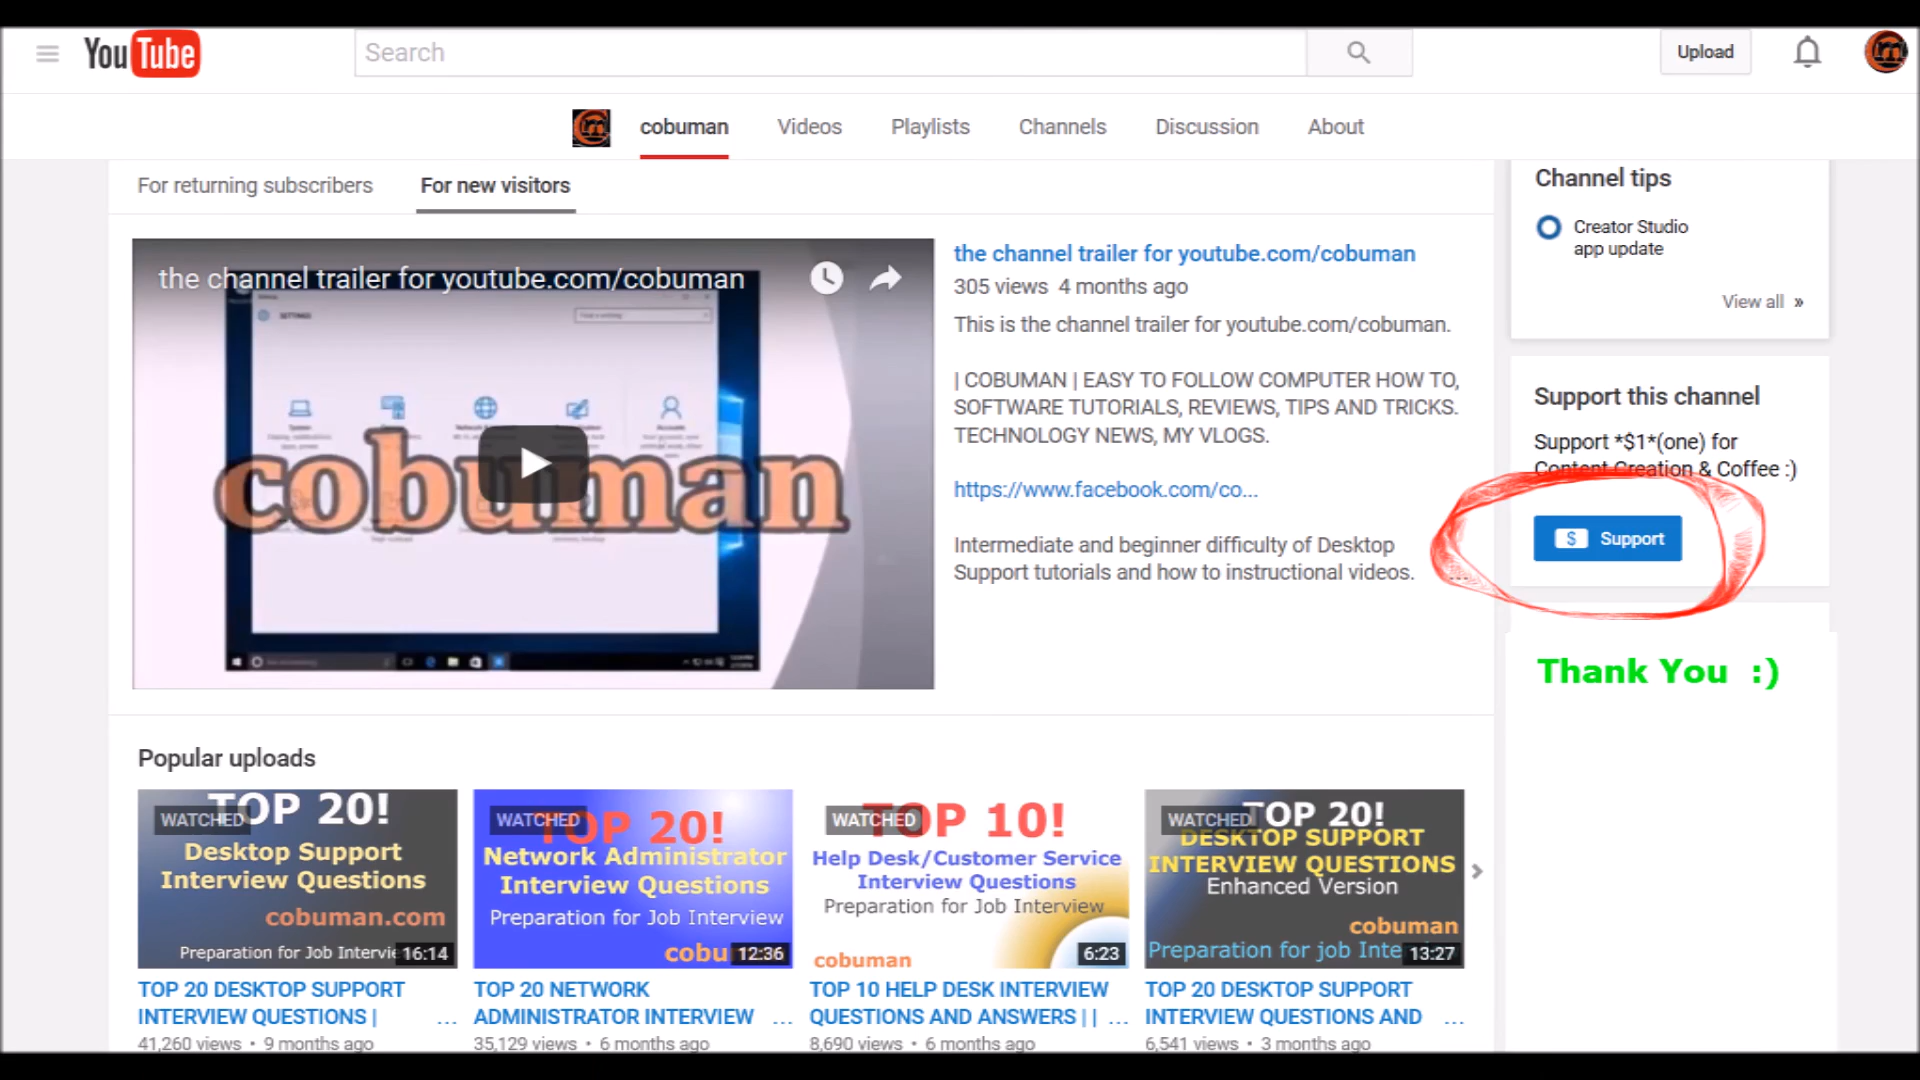 YouTube
Search
Upload
cobuman
Videos
Playlists
Channels
Discussion
About
For returning subscribers
For new visitors
the channel trailer for youtube.com/cobuman
SETTINGS
cobuman
the channel trailer for youtube.com/cobuman
305 views 4 months ago
This is the channel trailer for youtube.com/cobuman.
| COBUMAN | EASY TO FOLLOW COMPUTER HOW TO,
SOFTWARE TUTORIALS, REVIEWS, TIPS AND TRICKS.
TECHNOLOGY NEWS, MY VLOGS.
https://www.facebook.com/co...
Intermediate and beginner difficulty of Desktop
Support tutorials and how to instructional videos. ...
Channel tips
Creator Studio
app update
View all »
Support this channel
Support *$1*(one) for
Content Creation & Coffee :)
$ Support
Thank You :)
Popular uploads
WATCHED
TOP 20!
Desktop Support
Interview Questions
cobuman.com
Preparation for Job Intervie
16:14
TOP 20 DESKTOP SUPPORT
INTERVIEW QUESTIONS | ...
41,260 views • 9 months ago
WATCHED
TOP 20!
Network Administrator
Interview Questions
Preparation for Job Interview
cobu
12:36
TOP 20 NETWORK
ADMINISTRATOR INTERVIEW ...
35,129 views • 6 months ago
WATCHED
TOP 10!
Help Desk/Customer Service
Interview Questions
Preparation for Job Interview
cobuman
6:23
TOP 10 HELP DESK INTERVIEW
QUESTIONS AND ANSWERS | | ...
8,690 views • 6 months ago
WATCHED
TOP 20!
DESKTOP SUPPORT
INTERVIEW QUESTIONS
Enhanced Version
cobuman
Preparation for job Inte
13:27
TOP 20 DESKTOP SUPPORT
INTERVIEW QUESTIONS AND ...
6,541 views • 3 months ago